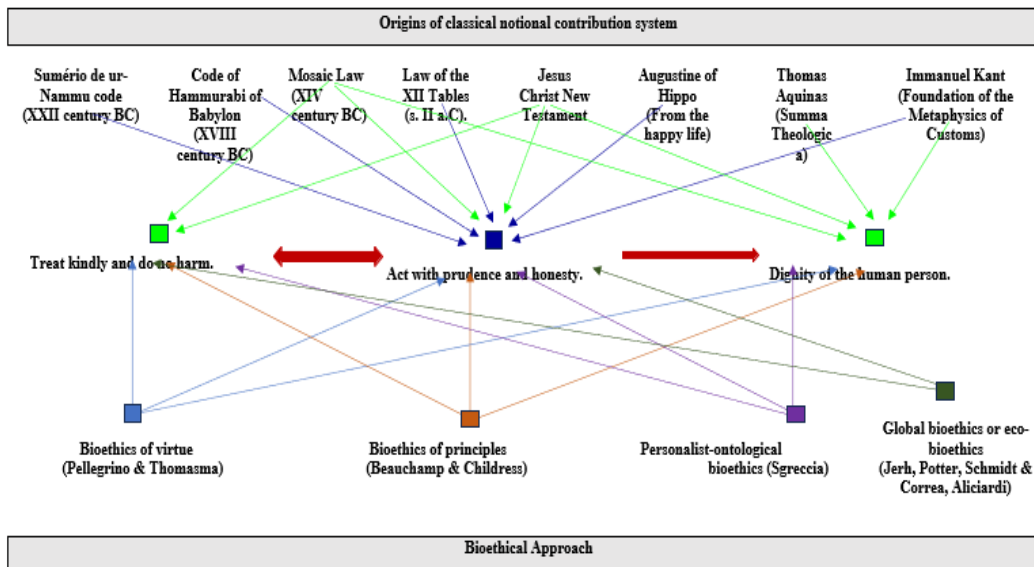 Origins of classical notional contribution system
Sumério de ur-
Nammu code
(XXII century BC)
Code of
Hammurabi of
Babylon
(XVIII
century BC)
Mosaic Law
(XIV
century BC)
Law of the
XII Tables
(s. II a.C).
Jesus
Christ New
Testament
Augustine of
Hippo
(From the
happy life)
Thomas
Aquinas
(Summa
Theologic
a)
Immanuel Kant
(Foundation of the
Metaphysics of
Customs)
Treat kindly and do no harm.
Act with prudence and honesty.
Dignity of the human person.
Bioethics of virtue
(Pellegrino & Thomasma)
Bioethics of principles
(Beauchamp & Childress)
Personalist-ontological
bioethics (Sgreccia)
Global bioethics or eco-
bioethics
(Jerh, Potter, Schmidt &
Correa, Aliciardi)
Bioethical Approach